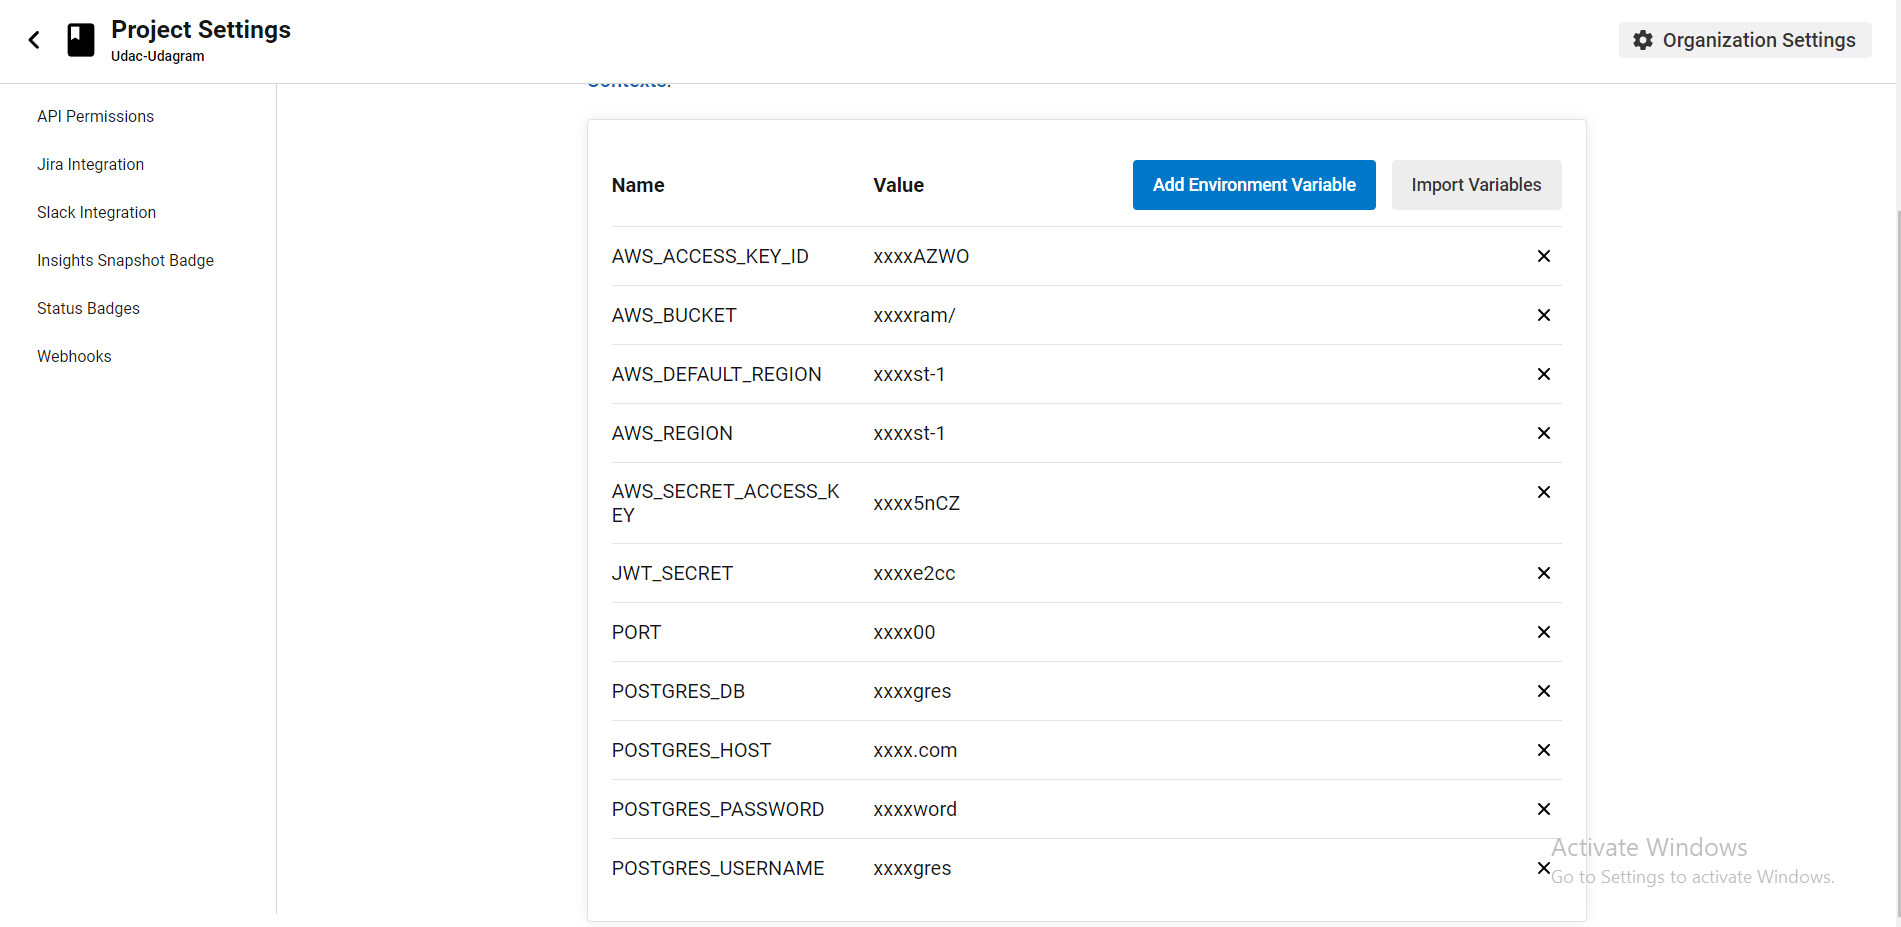 Project Settings
Udac-Udagram
Organization Settings
API Permissions
Jira Integration
Slack Integration
Insights Snapshot Badge
Status Badges
Webhooks
Contexts.
Name Value Add Environment Variable Import Variables
AWS_ACCESS_KEY_ID xxxxAZWO
AWS_BUCKET xxxxram/
AWS_DEFAULT_REGION xxxxst-1
AWS_REGION xxxxst-1
AWS_SECRET_ACCESS_K
EY
xxxx5nCZ
JWT_SECRET xxxxe2cc
PORT xxxx00
POSTGRES_DB xxxxgres
POSTGRES_HOST xxxx.com
POSTGRES_PASSWORD xxxxword
POSTGRES_USERNAME xxxxgres
Activate Windows
Go to Settings to activate Windows.